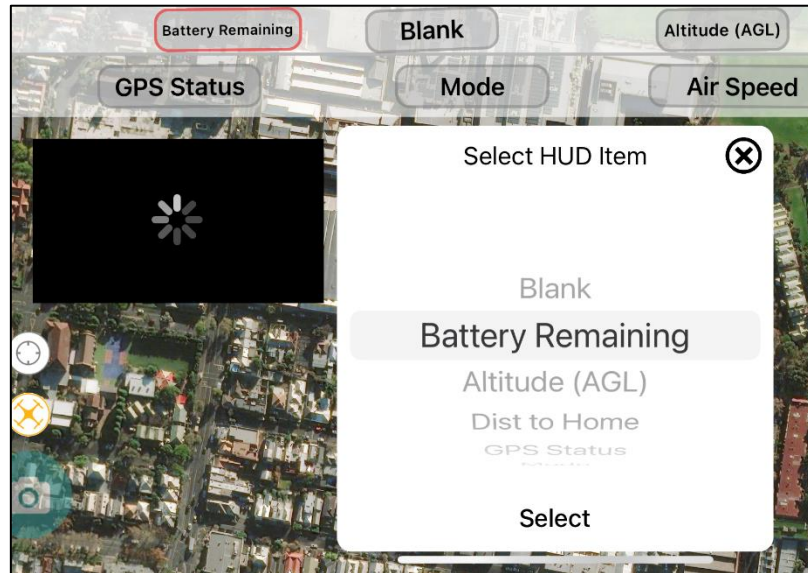 Battery Remaining
Blank
Altitude (AGL)
GPS Status
Mode
Air Speed
Select HUD Item
Blank
Battery Remaining
Altitude (AGL)
Dist to Home
GPS Status
Select